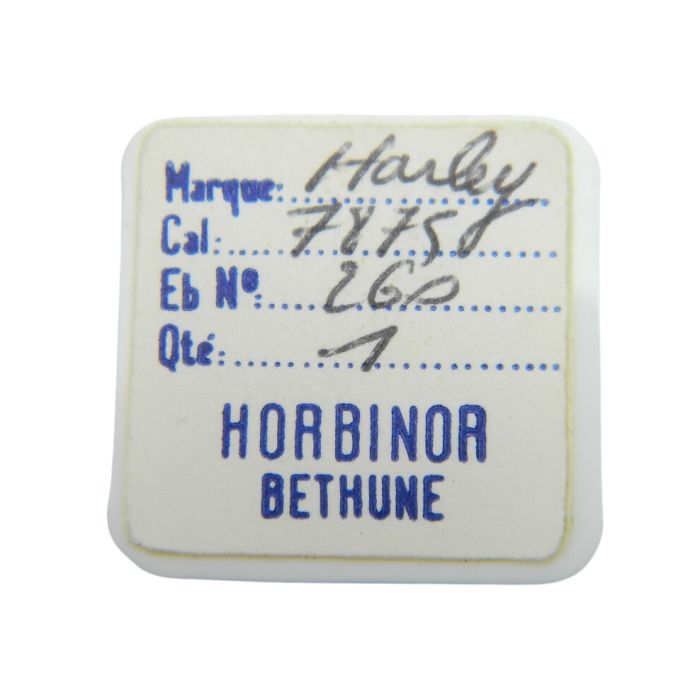 Marque: Harley
Cal: 7875
Eb Nº: 260
Qté: 1
HORBINOR
BETHUNE